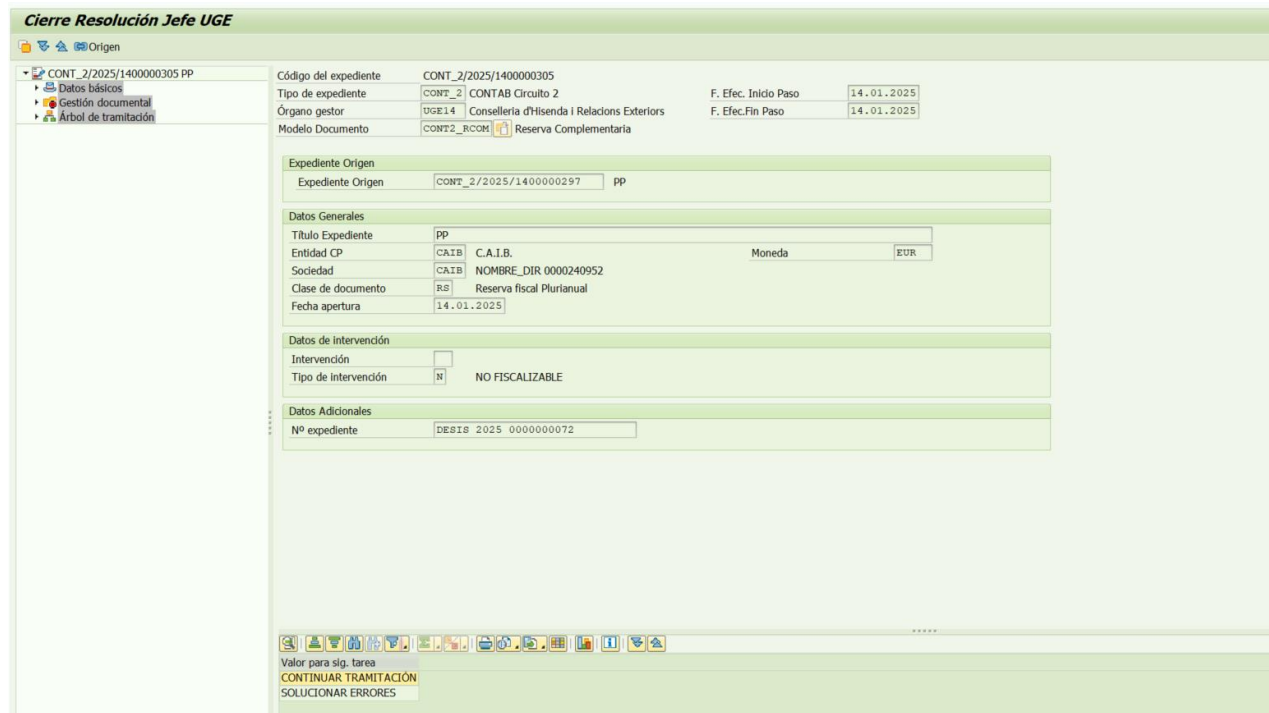 Cierre Resolución Jefe UGE
Origen
CONT_2/2025/1400000305 PP
Datos básicos
Gestión documental
Árbol de tramitación
Código del expediente CONT_2/2025/1400000305
Tipo de expediente CONT_2 CONTAB Circuito 2 F. Efec. Inicio Paso 14.01.2025
Órgano gestor UGE14 Conselleria d'Hisenda i Relacions Exteriors F. Efec.Fin Paso 14.01.2025
Modelo Documento CONT2_RCOM Reserva Complementaria
Expediente Origen
Expediente Origen CONT_2/2025/1400000297 PP
Datos Generales
Título Expediente PP
Entidad CP CAIB C.A.I.B. Moneda EUR
Sociedad CAIB NOMBRE_DIR 0000240952
Clase de documento RS Reserva fiscal Plurianual
Fecha apertura 14.01.2025
Datos de intervención
Intervención
Tipo de intervención N NO FISCALIZABLE
Datos Adicionales
Nº expediente DESIS 2025 0000000072
Valor para sig. tarea
CONTINUAR TRAMITACIÓN
SOLUCIONAR ERRORES